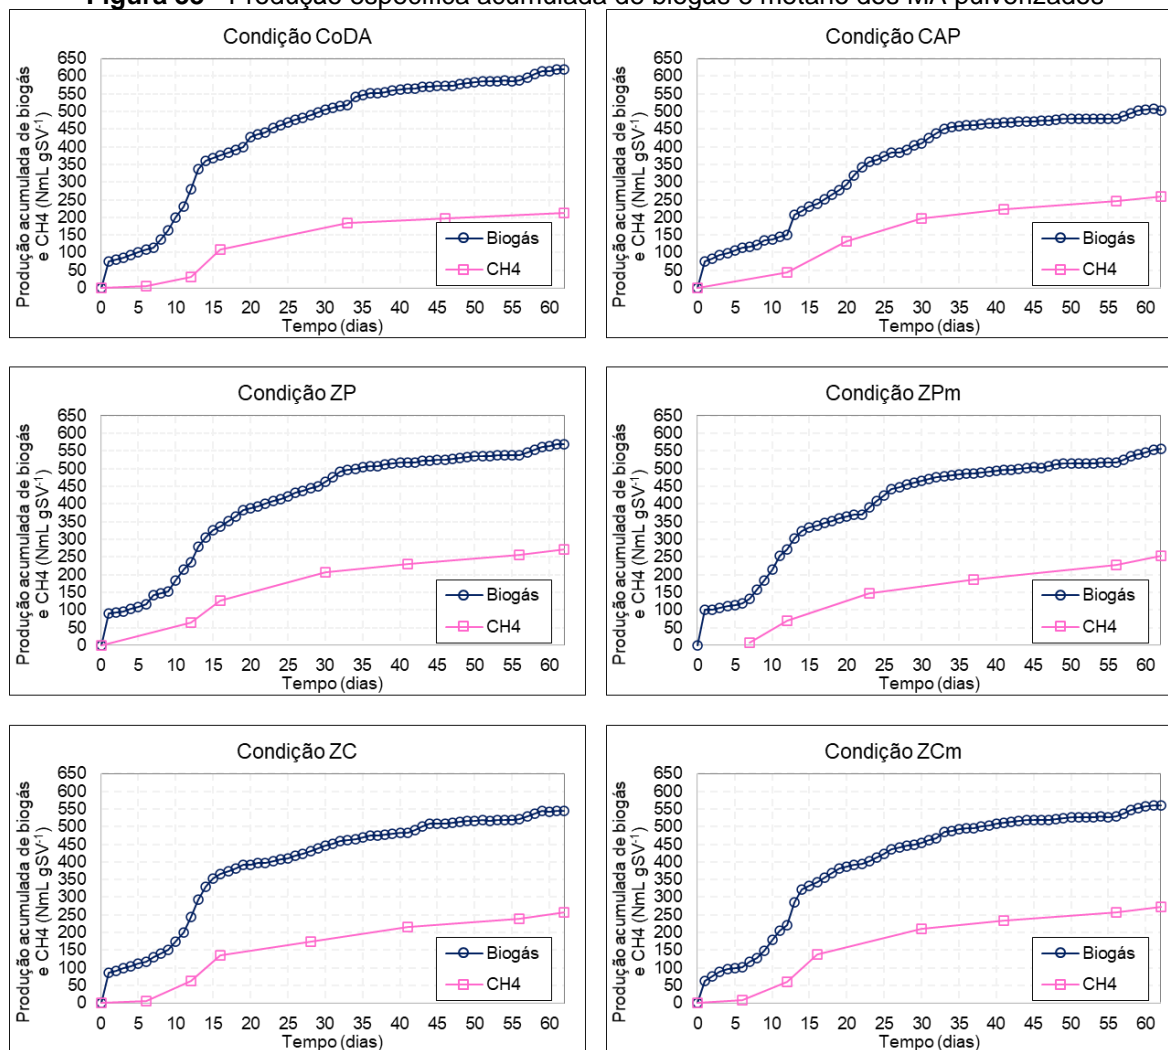 Figura 33 - Produção específica acumulada de biogás e metano dos MA pulverizados
Condição CoDA
Produção acumulada de biogás
e CH4 (NmL gSV-1)
650
600
550
500
450
400
350
300
250
200
150
100
50
0
Biogás
CH4
0 5 10 15 20 25 30 35 40 45 50 55 60
Tempo (dias)
Condição CAP
Produção acumulada de biogás
e CH4 (NmL gSV-1)
650
600
550
500
450
400
350
300
250
200
150
100
50
0
Biogás
CH4
0 5 10 15 20 25 30 35 40 45 50 55 60
Tempo (dias)
Condição ZP
Produção acumulada de biogás
e CH4 (NmL gSV-1)
650
600
550
500
450
400
350
300
250
200
150
100
50
0
Biogás
CH4
0 5 10 15 20 25 30 35 40 45 50 55 60
Tempo (dias)
Condição ZPm
Produção acumulada de biogás
e CH4 (NmL gSV-1)
650
600
550
500
450
400
350
300
250
200
150
100
50
0
Biogás
CH4
0 5 10 15 20 25 30 35 40 45 50 55 60
Tempo (dias)
Condição ZC
Produção acumulada de biogás
e CH4 (NmL gSV-1)
650
600
550
500
450
400
350
300
250
200
150
100
50
0
Biogás
CH4
0 5 10 15 20 25 30 35 40 45 50 55 60
Tempo (dias)
Condição ZCm
Produção acumulada de biogás
e CH4 (NmL gSV-1)
650
600
550
500
450
400
350
300
250
200
150
100
50
0
Biogás
CH4
0 5 10 15 20 25 30 35 40 45 50 55 60
Tempo (dias)